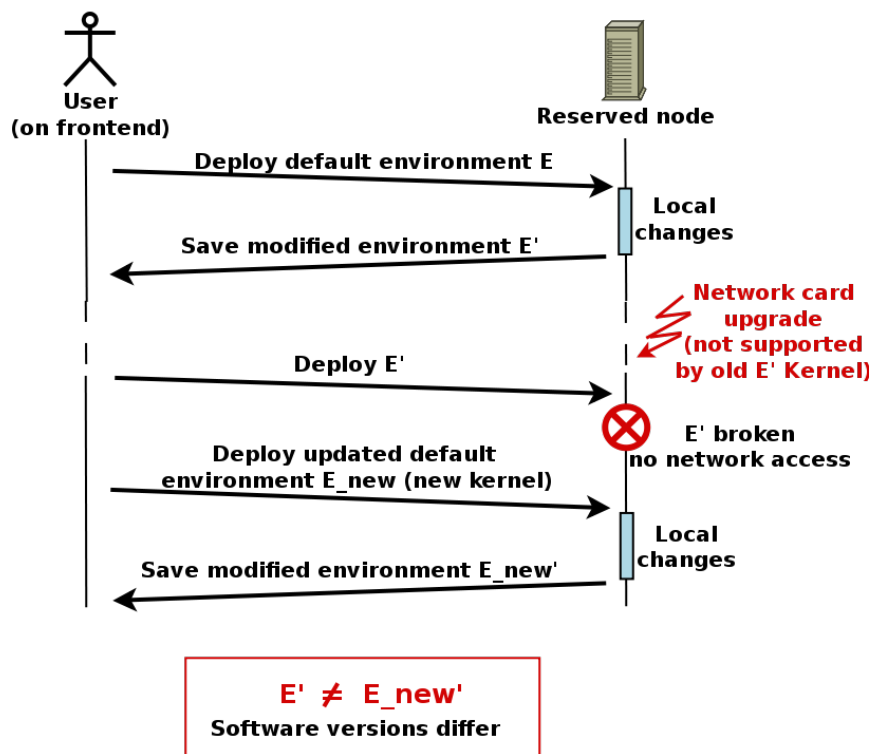 User
(on frontend)
Reserved node
Deploy default environment E
Local
changes
Save modified environment E'
Network card
upgrade
(not supported
by old E' Kernel)
Deploy E'
E' broken
no network access
Deploy updated default
environment E_new (new kernel)
Local
changes
Save modified environment E_new'
E' ≠ E_new'
Software versions differ